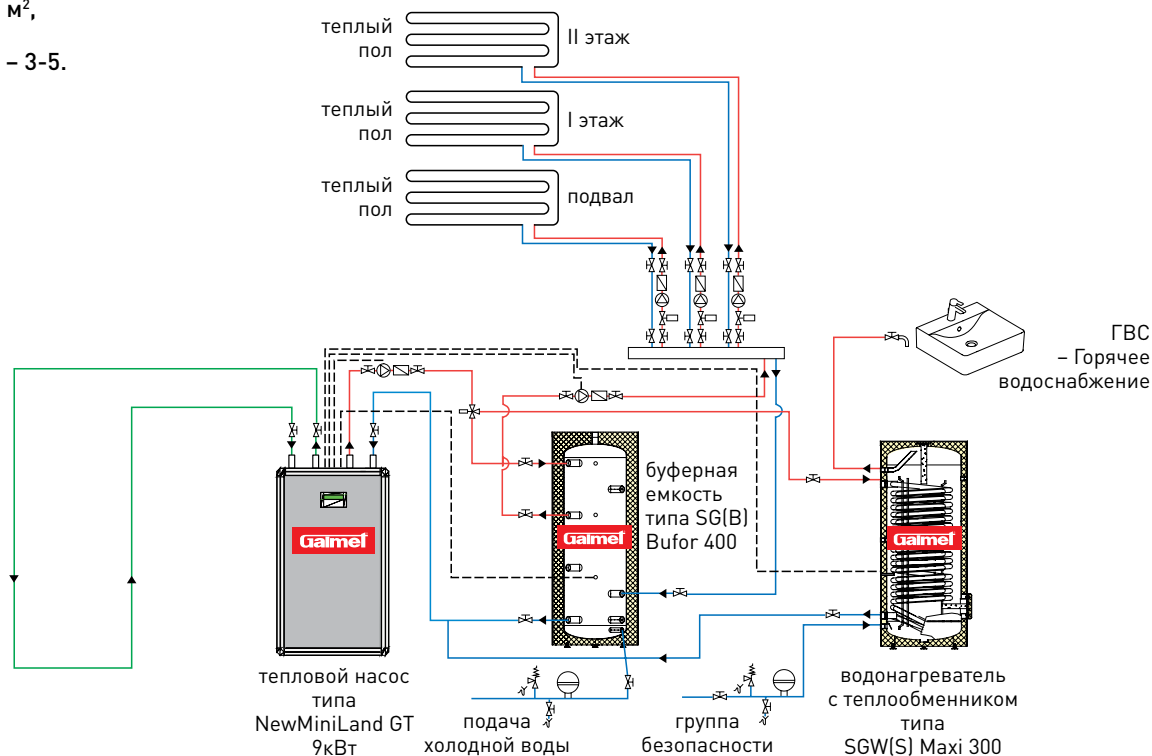 м²,
– 3-5.
теплый
пол
II этаж
теплый
пол
I этаж
теплый
пол
подвал
ГВС
– Горячее
водоснабжение
буферная
емкость
типа SG(B)
Bufor 400
Galmet
Galmet
Galmet
тепловой насос
типа
NewMiniLand GT
9кВт
подача
холодной воды
группа
безопасности
водонагреватель
с теплообменником
типа
SGW(S) Maxi 300